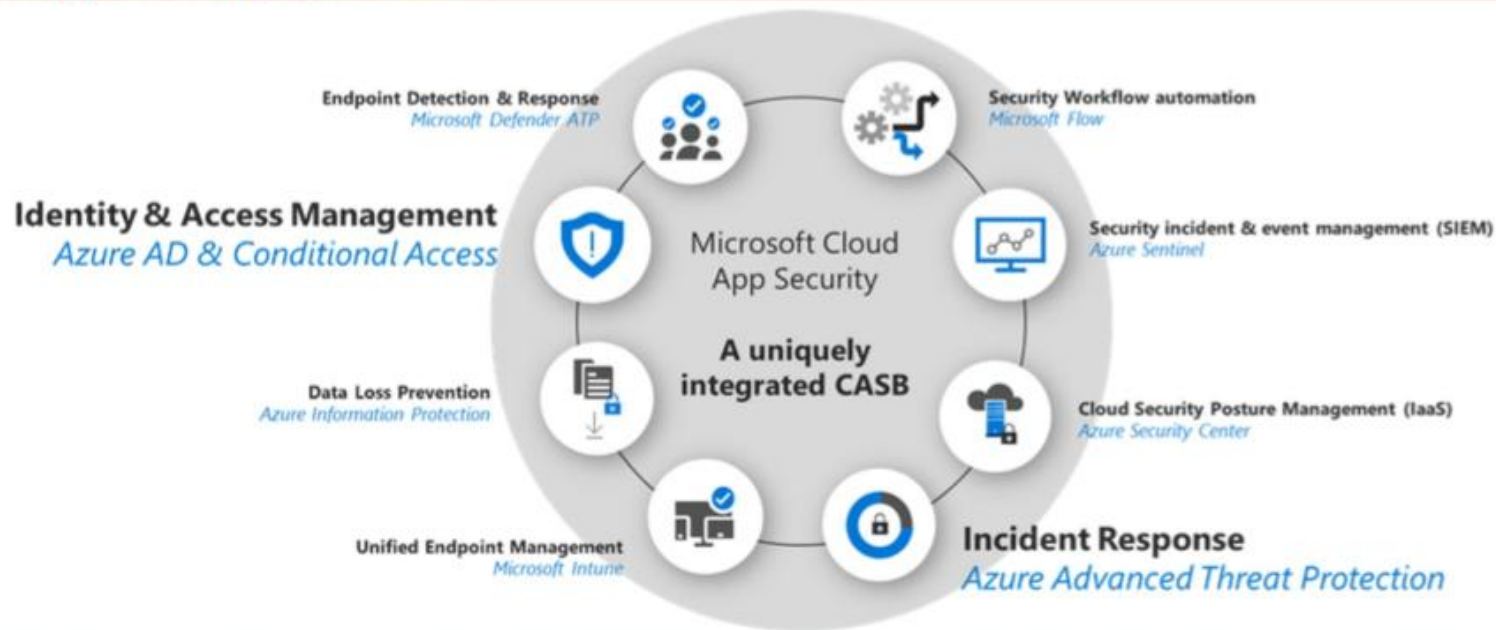 Endpoint Detection & Response
Microsoft Defender ATP
Security Workflow automation
Microsoft Flow
Identity & Access Management
Azure AD & Conditional Access
Microsoft Cloud
App Security
A uniquely
integrated CASB
Security incident & event management (SIEM)
Azure Sentinel
Data Loss Prevention
Azure Information Protection
Cloud Security Posture Management (IaaS)
Azure Security Center
Unified Endpoint Management
Microsoft Intune
Incident Response
Azure Advanced Threat Protection